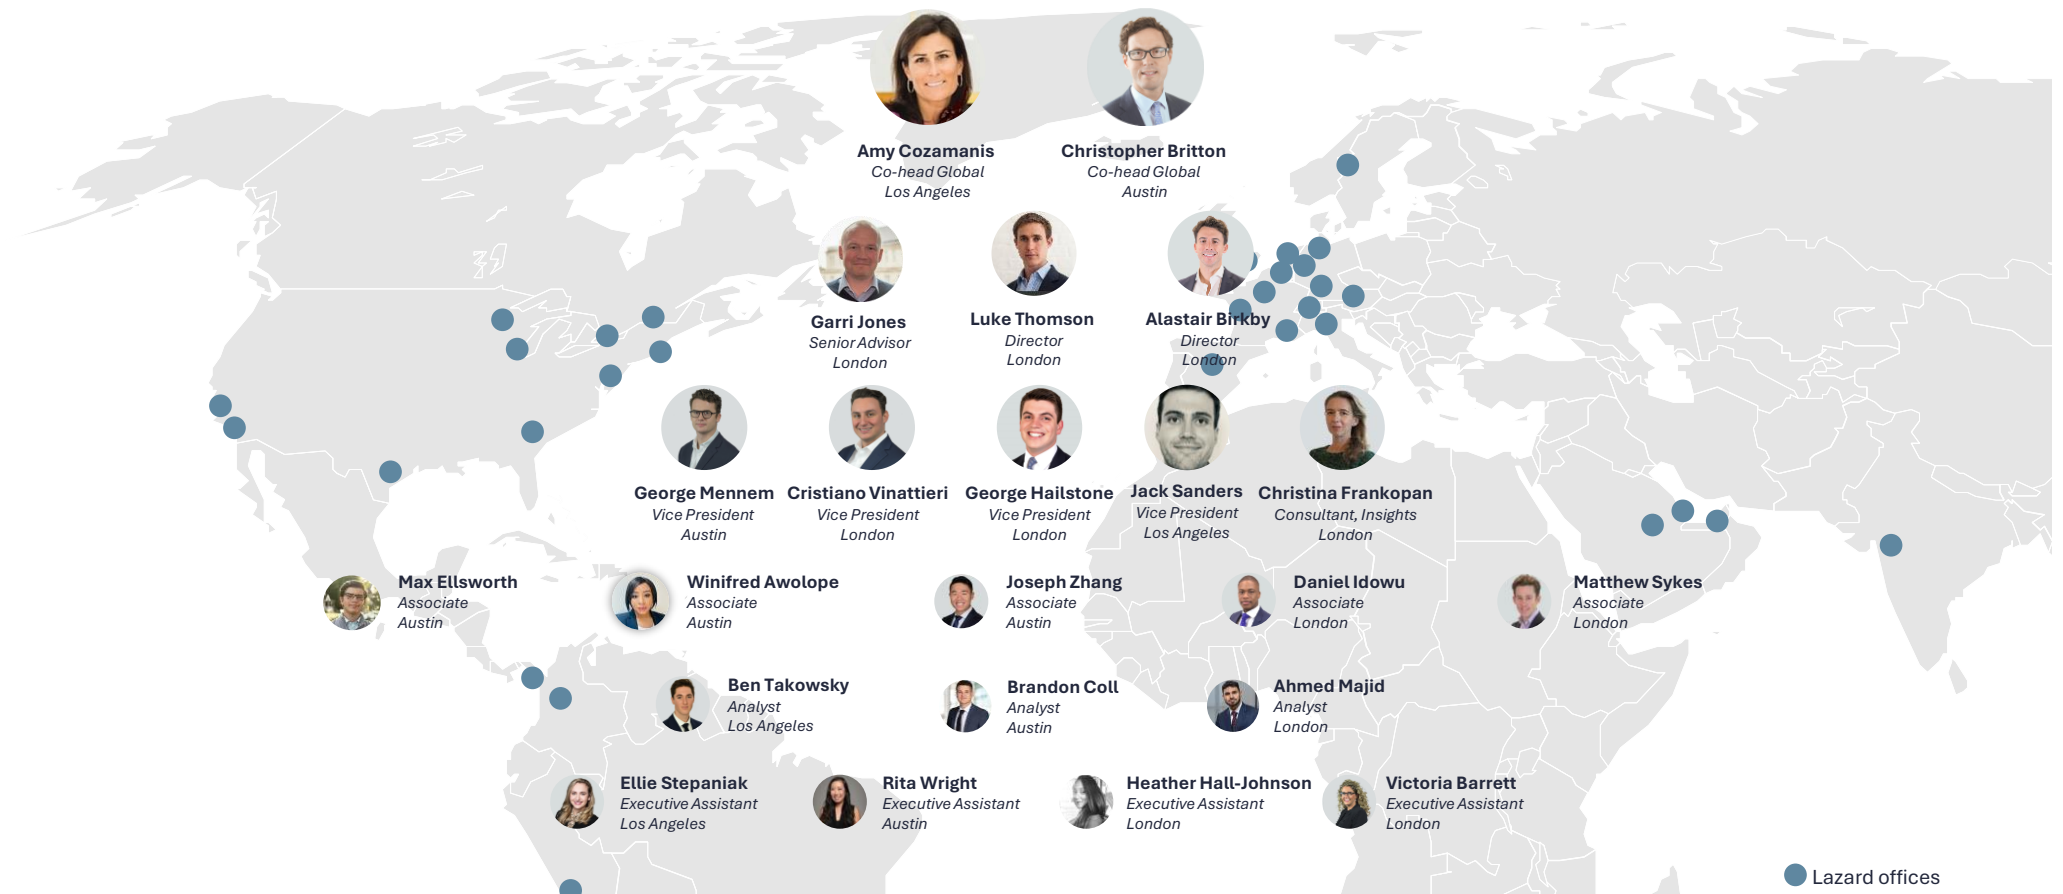 Amy Cozamanis
Co-head Global
Los Angeles
Christopher Britton
Co-head Global
Austin
Garri Jones
Senior Advisor
London
Luke Thomson
Director
London
Alastair Birkby
Director
London
George Mennem
Vice President
Austin
Cristiano Vinattieri
Vice President
London
George Hailstone
Vice President
London
Jack Sanders
Vice President
Los Angeles
Christina Frankopan
Consultant, Insights
London
Max Ellsworth
Associate
Austin
Winifred Awolope
Associate
Austin
Joseph Zhang
Associate
Austin
Daniel Idowu
Associate
London
Matthew Sykes
Associate
London
Ben Takowsky
Analyst
Los Angeles
Brandon Coll
Analyst
Austin
Ahmed Majid
Analyst
London
Ellie Stepaniak
Executive Assistant
Los Angeles
Rita Wright
Executive Assistant
Austin
Heather Hall-Johnson
Executive Assistant
London
Victoria Barrett
Executive Assistant
London
Lazard offices